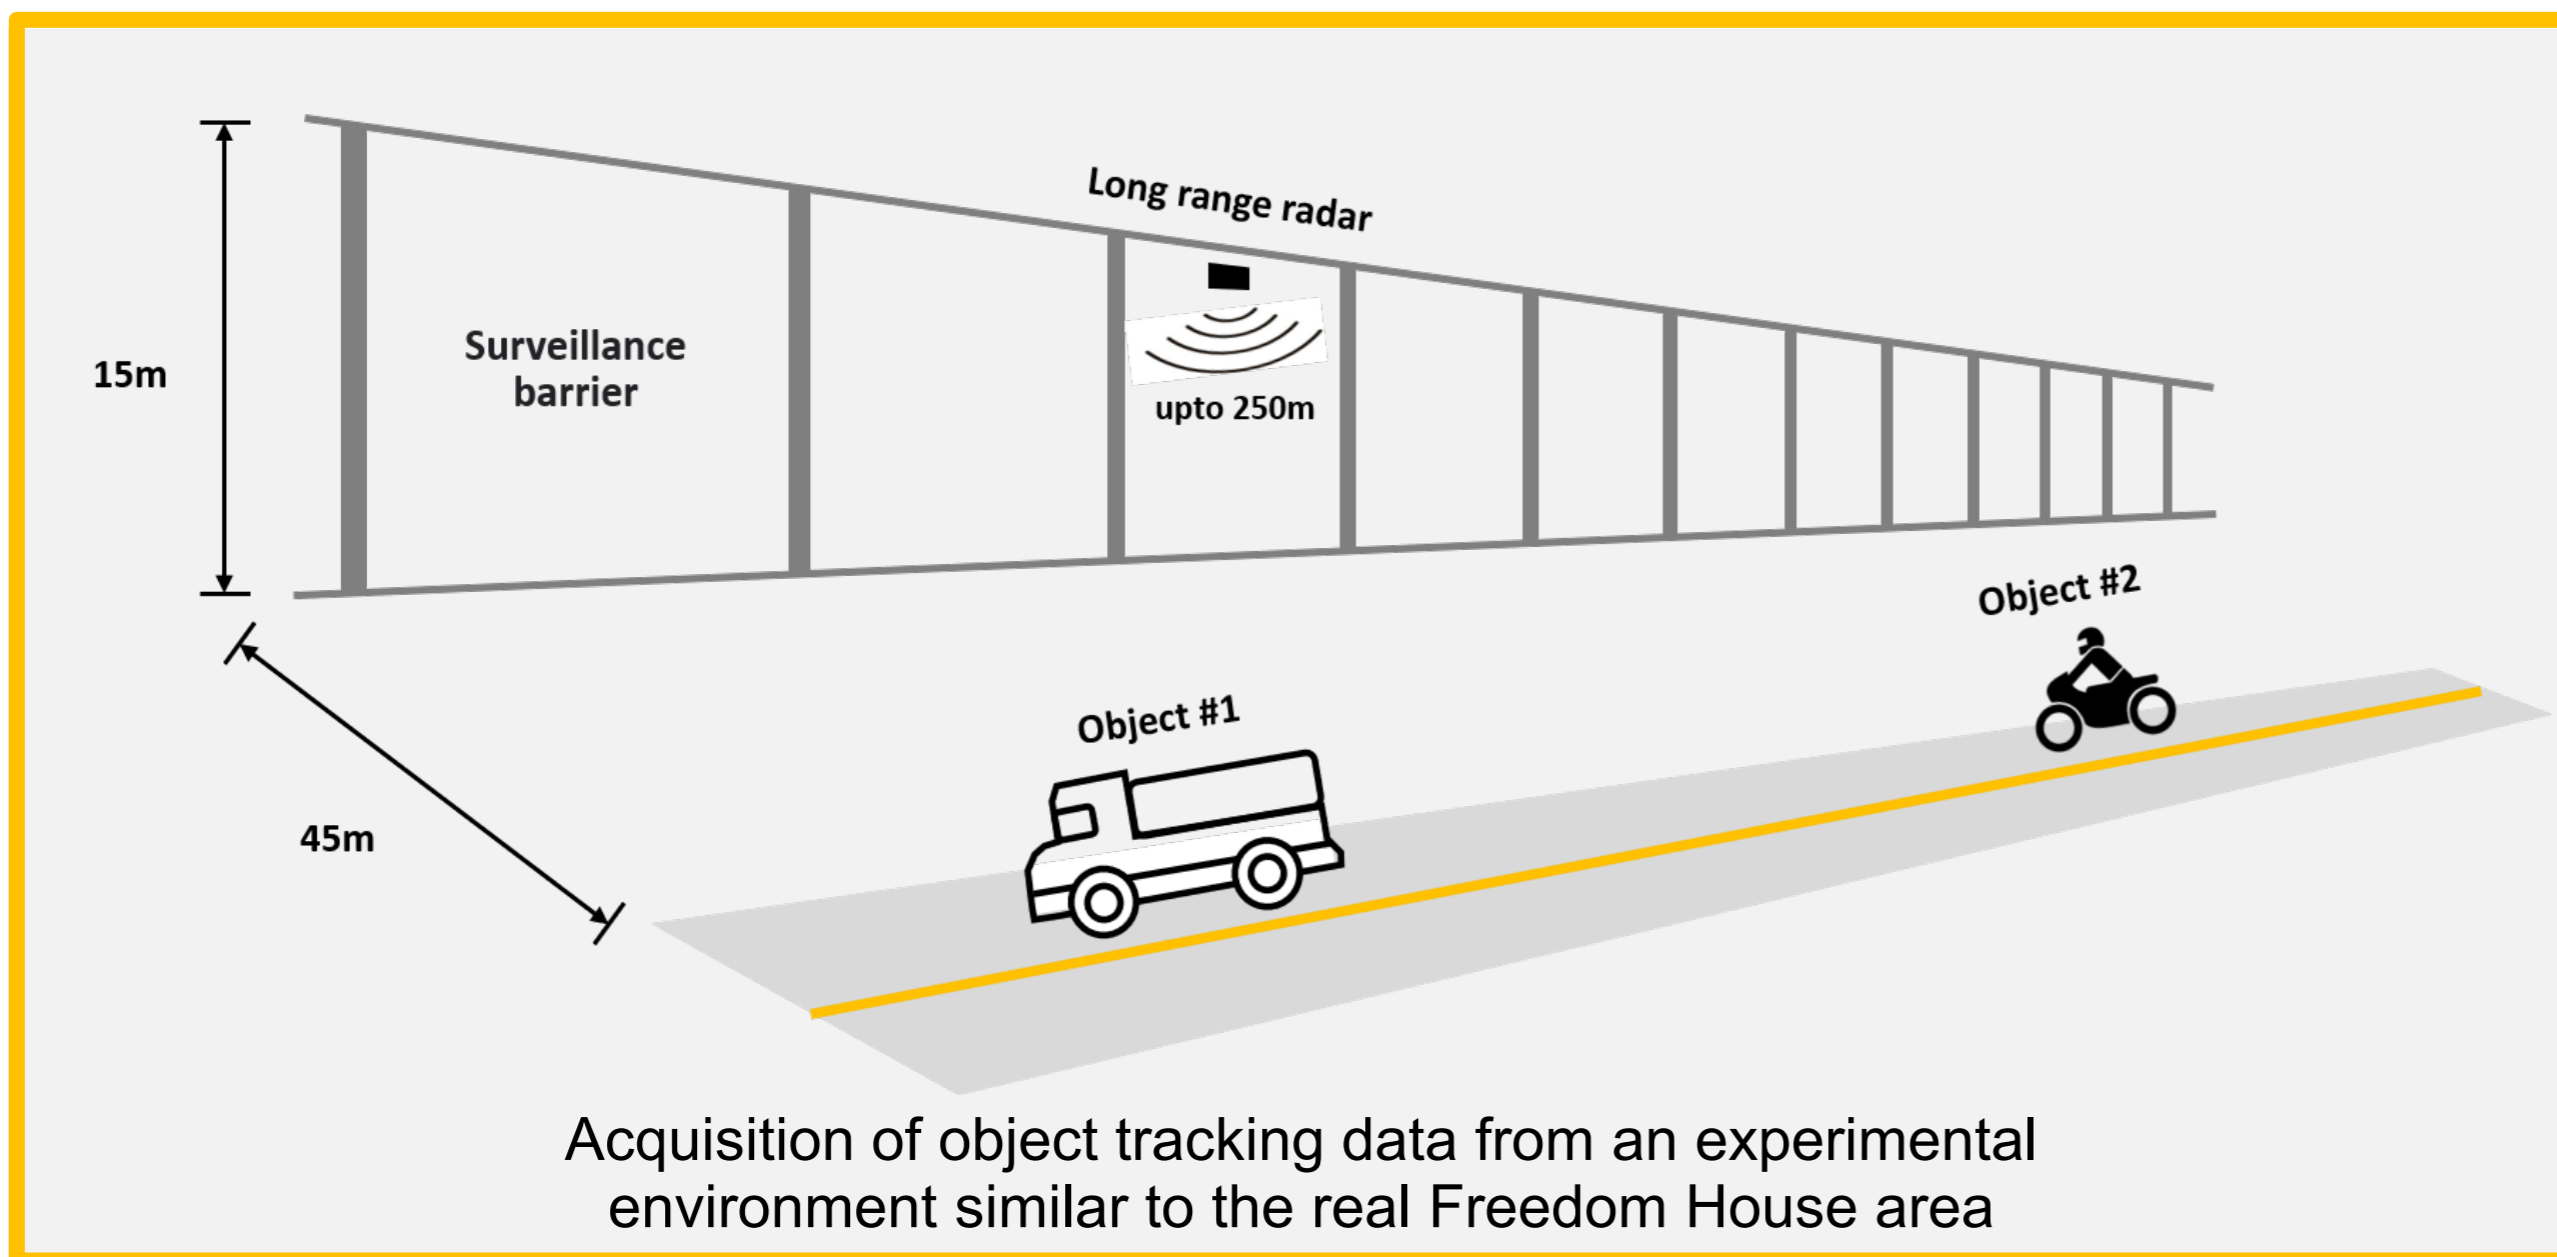 Long range radar
Surveillance
barrier
15m
upto 250m
Object #2
Object #1
45m
Acquisition of object tracking data from an experimental
environment similar to the real Freedom House area